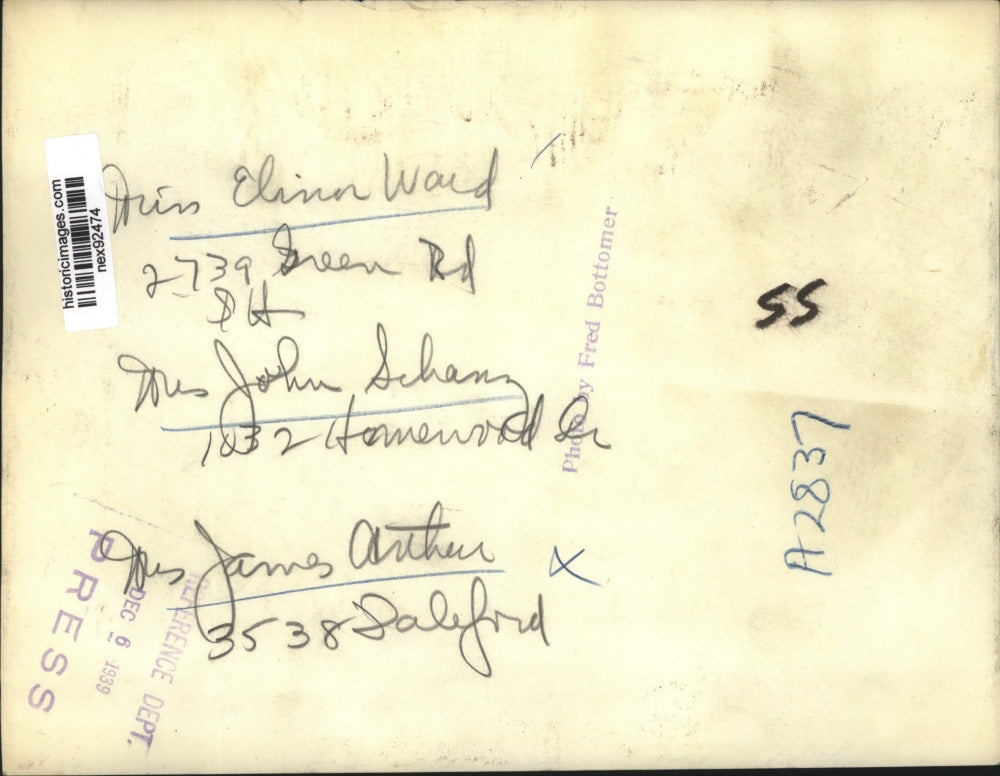 historicimages.com
nex92474
Miss Elinor Ward
2739 Green Rd
SH
Mrs John Schanz
1832 Homewood Dr
Mrs James Arthur
3538 Daleford
X
Photo by Fred Bottomer
SS
A2837
PRESS
DEC 6 1939
REFERENCE DEPT.